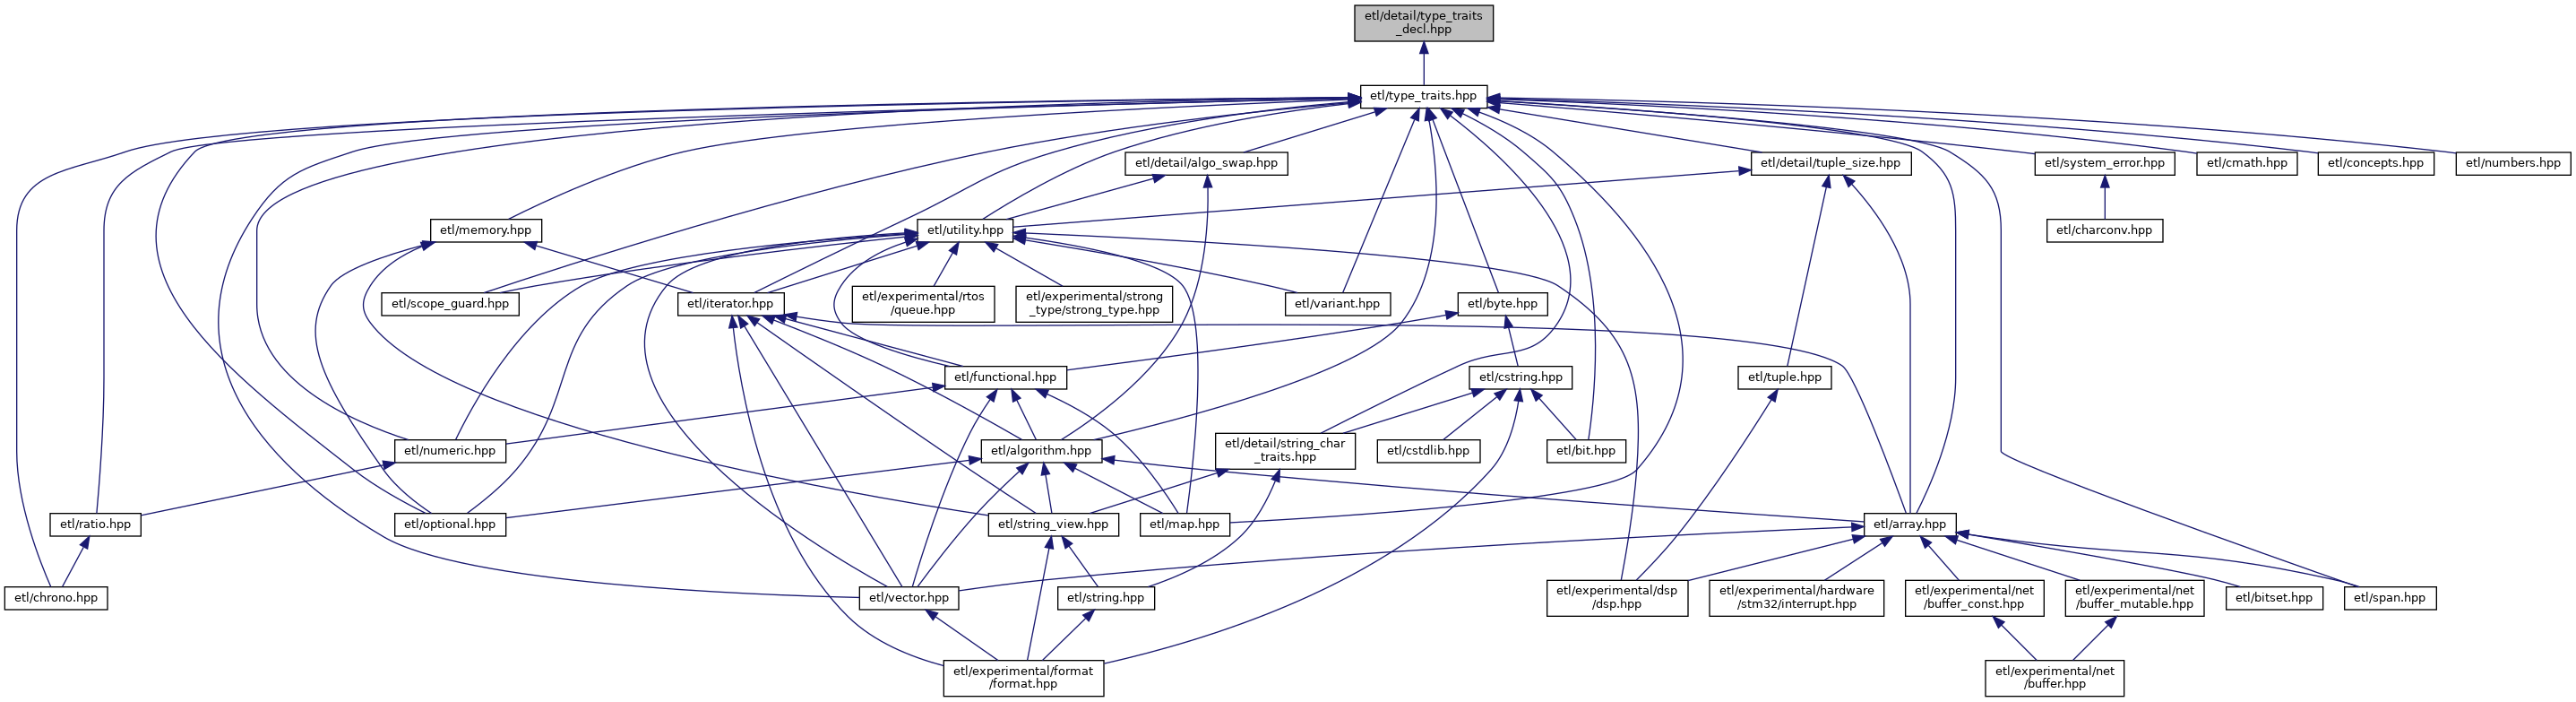 etl/detail/type_traits
_decl.hpp
etl/type_traits.hpp
etl/detail/algo_swap.hpp
etl/detail/tuple_size.hpp
etl/system_error.hpp
etl/cmath.hpp
etl/concepts.hpp
etl/numbers.hpp
etl/memory.hpp
etl/utility.hpp
etl/charconv.hpp
etl/scope_guard.hpp
etl/iterator.hpp
etl/experimental/rtos
/queue.hpp
etl/experimental/strong
_type/strong_type.hpp
etl/variant.hpp
etl/byte.hpp
etl/functional.hpp
etl/cstring.hpp
etl/tuple.hpp
etl/numeric.hpp
etl/algorithm.hpp
etl/detail/string_char
_traits.hpp
etl/cstdlib.hpp
etl/bit.hpp
etl/ratio.hpp
etl/optional.hpp
etl/string_view.hpp
etl/map.hpp
etl/array.hpp
etl/chrono.hpp
etl/vector.hpp
etl/string.hpp
etl/experimental/dsp
/dsp.hpp
etl/experimental/hardware
/stm32/interrupt.hpp
etl/experimental/net
/buffer_const.hpp
etl/experimental/net
/buffer_mutable.hpp
etl/bitset.hpp
etl/span.hpp
etl/experimental/format
/format.hpp
etl/experimental/net
/buffer.hpp